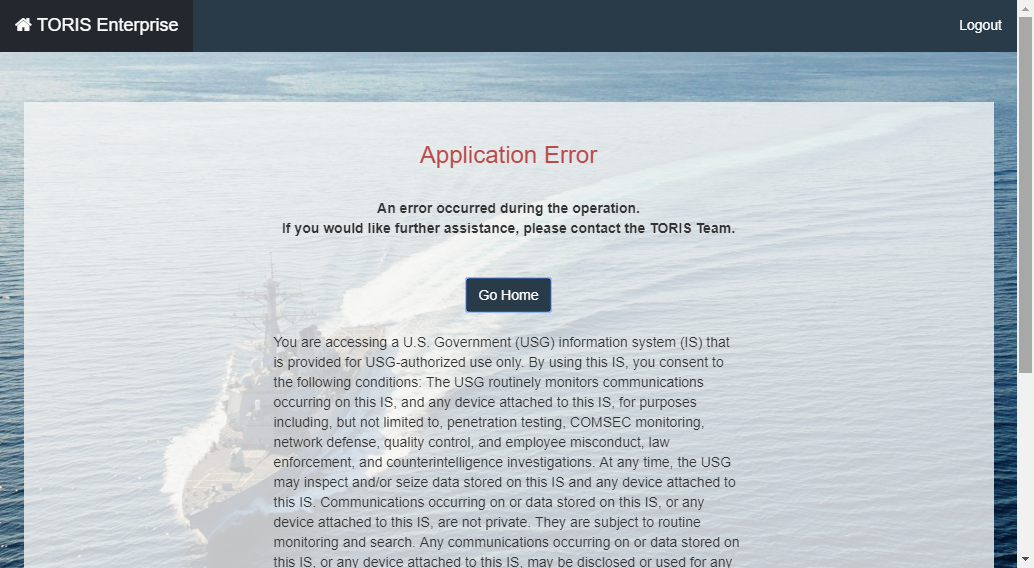 TORIS Enterprise
Logout
Application Error
An error occurred during the operation.
If you would like further assistance, please contact the TORIS Team.
Go Home
You are accessing a U.S. Government (USG) information system (IS) that
is provided for USG-authorized use only. By using this IS, you consent to
the following conditions: The USG routinely monitors communications
occurring on this IS, and any device attached to this IS, for purposes
including, but not limited to, penetration testing, COMSEC monitoring,
network defense, quality control, and employee misconduct, law
enforcement, and counterintelligence investigations. At any time, the USG
may inspect and/or seize data stored on this IS and any device attached to
this IS. Communications occurring on or data stored on this IS, or any
device attached to this IS, are not private. They are subject to routine
monitoring and search. Any communications occurring on or data stored on
this IS, or any device attached to this IS, may be disclosed or used for any